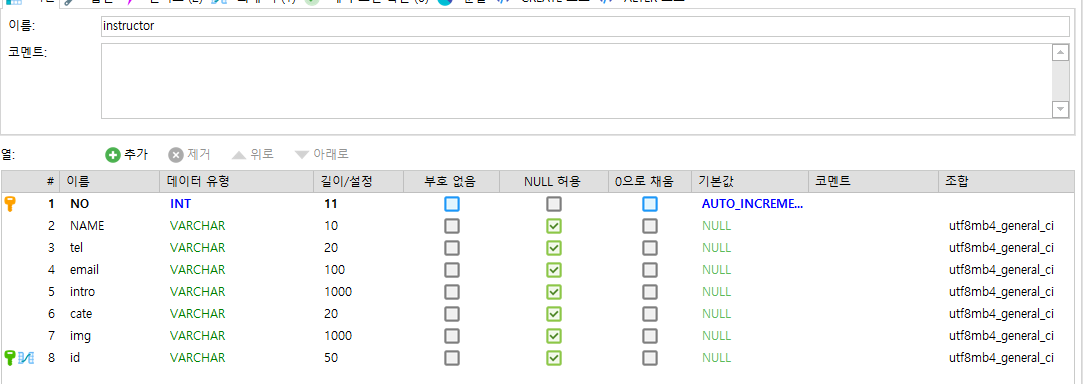 이름: instructor
코멘트:
열: 추가 제거 위로 아래로
# 이름 데이터 유형 길이/설정 부호 없음 NULL 허용 0으로 채움 기본값 코멘트 조합
1 NO INT 11 AUTO_INCREME...
2 NAME VARCHAR 10 NULL utf8mb4_general_ci
3 tel VARCHAR 20 NULL utf8mb4_general_ci
4 email VARCHAR 100 NULL utf8mb4_general_ci
5 intro VARCHAR 1000 NULL utf8mb4_general_ci
6 cate VARCHAR 20 NULL utf8mb4_general_ci
7 img VARCHAR 1000 NULL utf8mb4_general_ci
8 id VARCHAR 50 NULL utf8mb4_general_ci